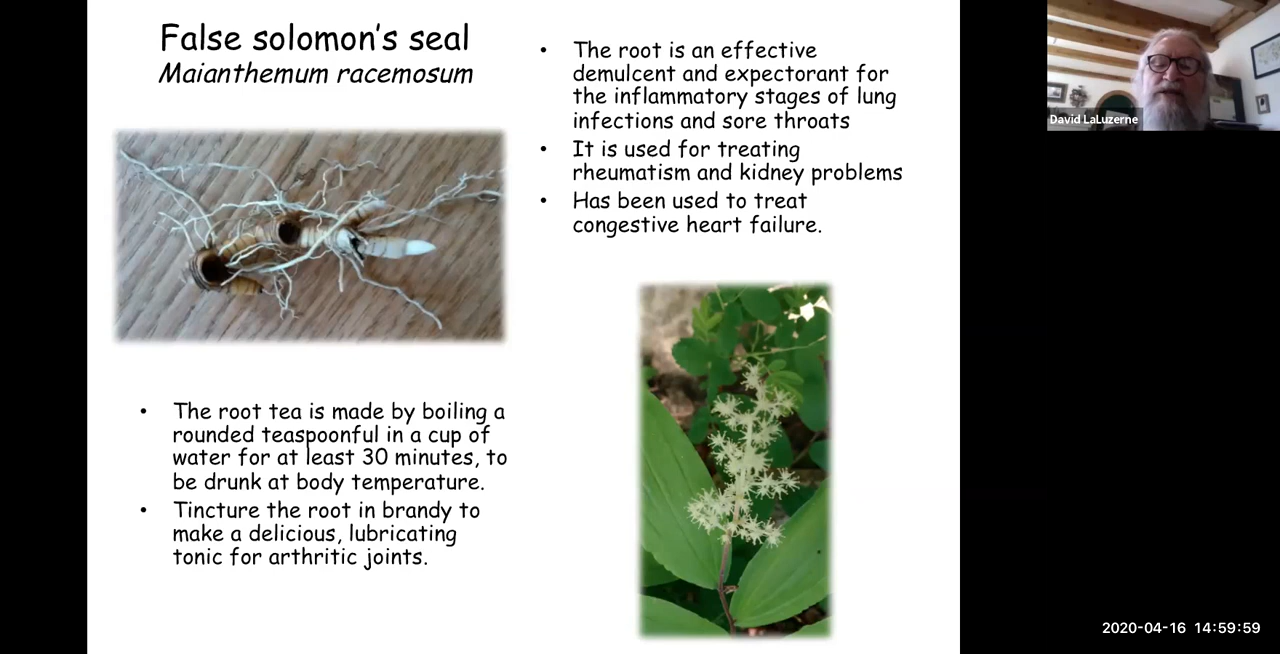 False solomon's seal
Maianthemum racemosum
• The root tea is made by boiling a
rounded teaspoonful in a cup of
water for at least 30 minutes, to
be drunk at body temperature.
• Tincture the root in brandy to
make a delicious, lubricating
tonic for arthritic joints.
• The root is an effective
demulcent and expectorant for
the inflammatory stages of lung
infections and sore throats
• It is used for treating
rheumatism and kidney problems
• Has been used to treat
congestive heart failure.
David LaLuzerne
2020-04-16 14:59:59